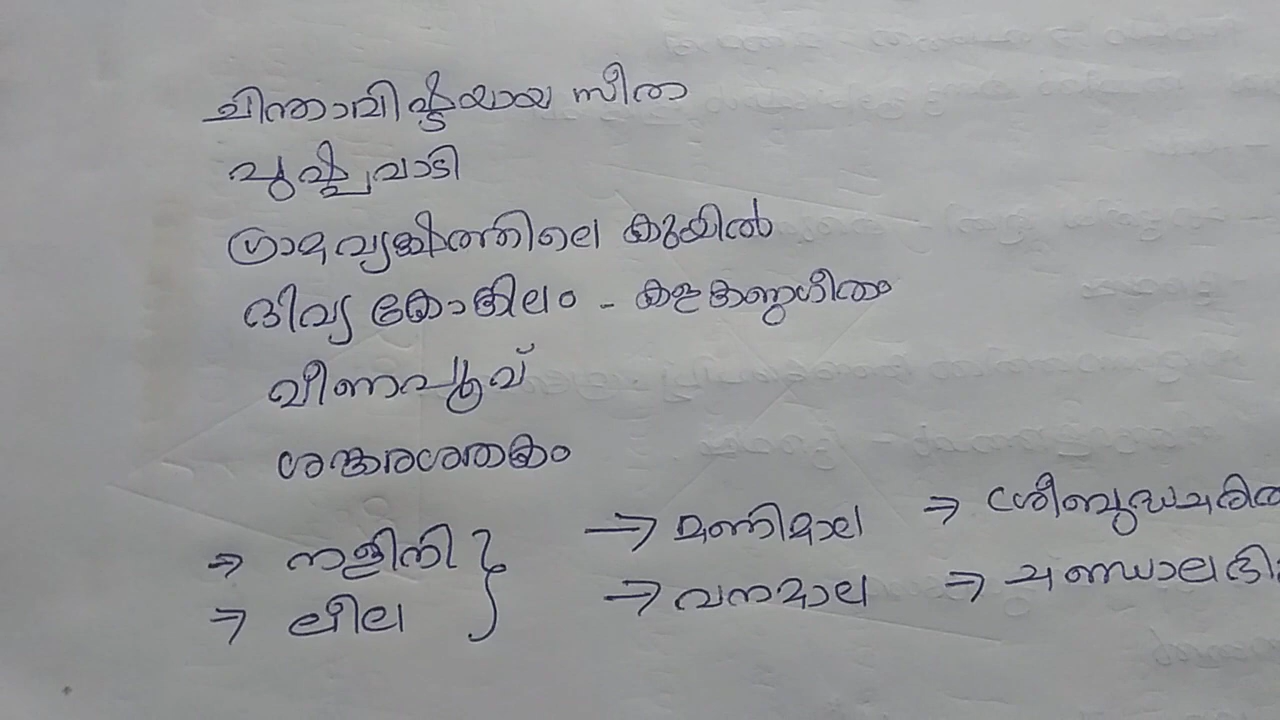 ചിന്താവിഷ്ടയായ സീത
പുഷ്പവാടി
ഗ്രാമവൃക്ഷത്തിലെ കുയിൽ
ദിവ്യ കോകിലം - കളകണ്ഠഗീതം
വീണപൂവ്
ശങ്കരശതകം
→ നളിനി } → മണിമാല → ശ്രീബുദ്ധചരിത
→ ലീല → വനമാല → ചണ്ഡാലഭി